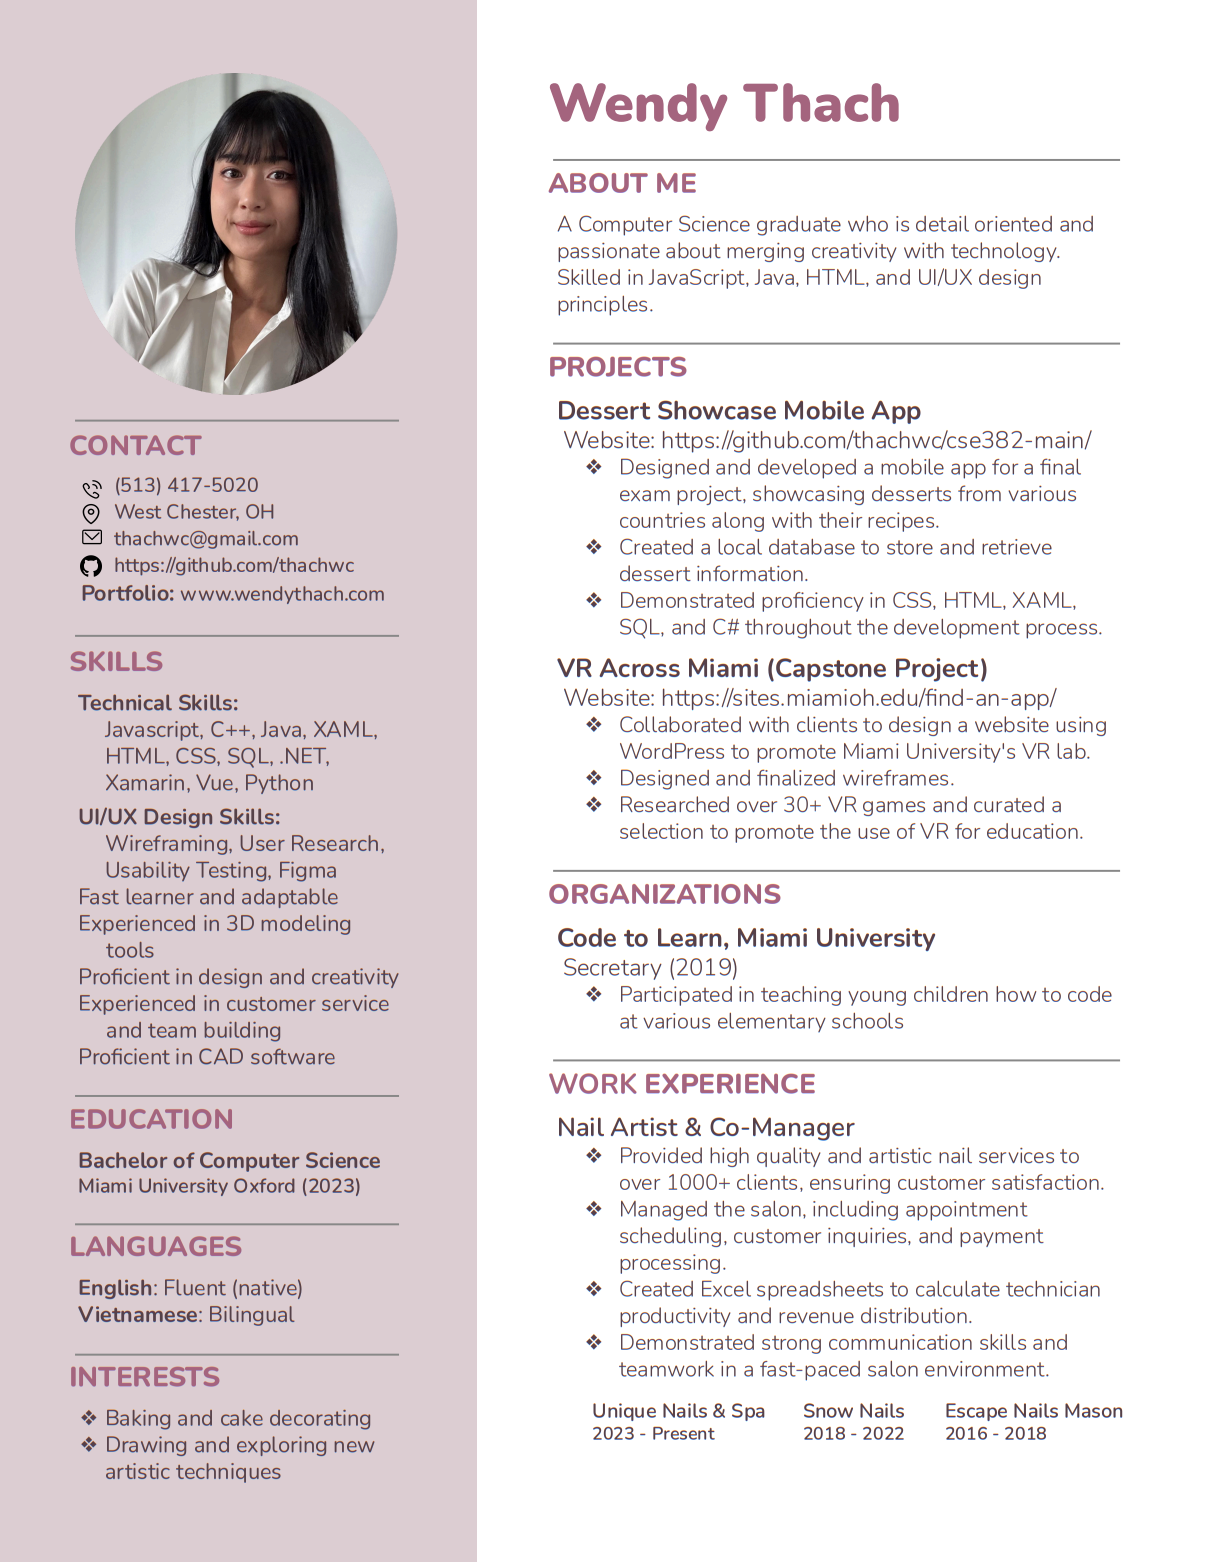 CONTACT
(513) 417-5020
West Chester, OH
thachwc@gmail.com
https://github.com/thachwc
Portfolio: www.wendythach.com
SKILLS
Technical Skills:
Javascript, C++, Java, XAML,
HTML, CSS, SQL, .NET,
Xamarin, Vue, Python
UI/UX Design Skills:
Wireframing, User Research,
Usability Testing, Figma
Fast learner and adaptable
Experienced in 3D modeling
tools
Proficient in design and creativity
Experienced in customer service
and team building
Proficient in CAD software
EDUCATION
Bachelor of Computer Science
Miami University Oxford (2023)
LANGUAGES
English: Fluent (native)
Vietnamese: Bilingual
INTERESTS
❖ Baking and cake decorating
❖ Drawing and exploring new
artistic techniques
Wendy Thach
ABOUT ME
A Computer Science graduate who is detail oriented and
passionate about merging creativity with technology.
Skilled in JavaScript, Java, HTML, and UI/UX design
principles.
PROJECTS
Dessert Showcase Mobile App
Website: https://github.com/thachwc/cse382-main/
❖ Designed and developed a mobile app for a final
exam project, showcasing desserts from various
countries along with their recipes.
❖ Created a local database to store and retrieve
dessert information.
❖ Demonstrated proficiency in CSS, HTML, XAML,
SQL, and C# throughout the development process.
VR Across Miami (Capstone Project)
Website: https://sites.miamioh.edu/find-an-app/
❖ Collaborated with clients to design a website using
WordPress to promote Miami University's VR lab.
❖ Designed and finalized wireframes.
❖ Researched over 30+ VR games and curated a
selection to promote the use of VR for education.
ORGANIZATIONS
Code to Learn, Miami University
Secretary (2019)
❖ Participated in teaching young children how to code
at various elementary schools
WORK EXPERIENCE
Nail Artist & Co-Manager
❖ Provided high quality and artistic nail services to
over 1000+ clients, ensuring customer satisfaction.
❖ Managed the salon, including appointment
scheduling, customer inquiries, and payment
processing.
❖ Created Excel spreadsheets to calculate technician
productivity and revenue distribution.
❖ Demonstrated strong communication skills and
teamwork in a fast-paced salon environment.
Unique Nails & Spa
2023 - Present
Snow Nails
2018 - 2022
Escape Nails Mason
2016 - 2018